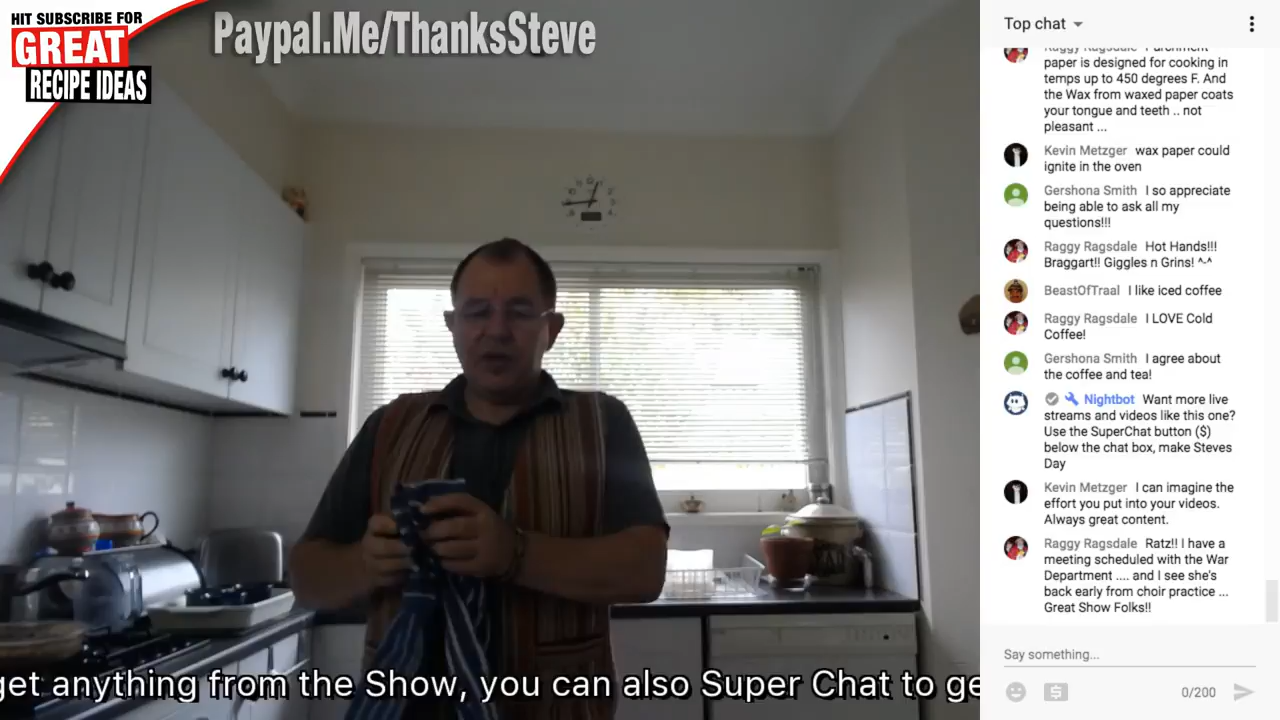 HIT SUBSCRIBE FOR
GREAT
RECIPE IDEAS
Paypal.Me/ThanksSteve
get anything from the Show, you can also Super Chat to ge
Top chat
Raggy Ragsdale Parchment
paper is designed for cooking in
temps up to 450 degrees F. And
the Wax from waxed paper coats
your tongue and teeth .. not
pleasant ...
Kevin Metzger wax paper could
ignite in the oven
Gershona Smith I so appreciate
being able to ask all my
questions!!!
Raggy Ragsdale Hot Hands!!!
Braggart!! Giggles n Grins! ^-^
BeastOfTraal I like iced coffee
Raggy Ragsdale I LOVE Cold
Coffee!
Gershona Smith I agree about
the coffee and tea!
Nightbot Want more live
streams and videos like this one?
Use the SuperChat button ($)
below the chat box, make Steves
Day
Kevin Metzger I can imagine the
effort you put into your videos.
Always great content.
Raggy Ragsdale Ratz!! I have a
meeting scheduled with the War
Department .... and I see she's
back early from choir practice ...
Great Show Folks!!
Say something...
0/200